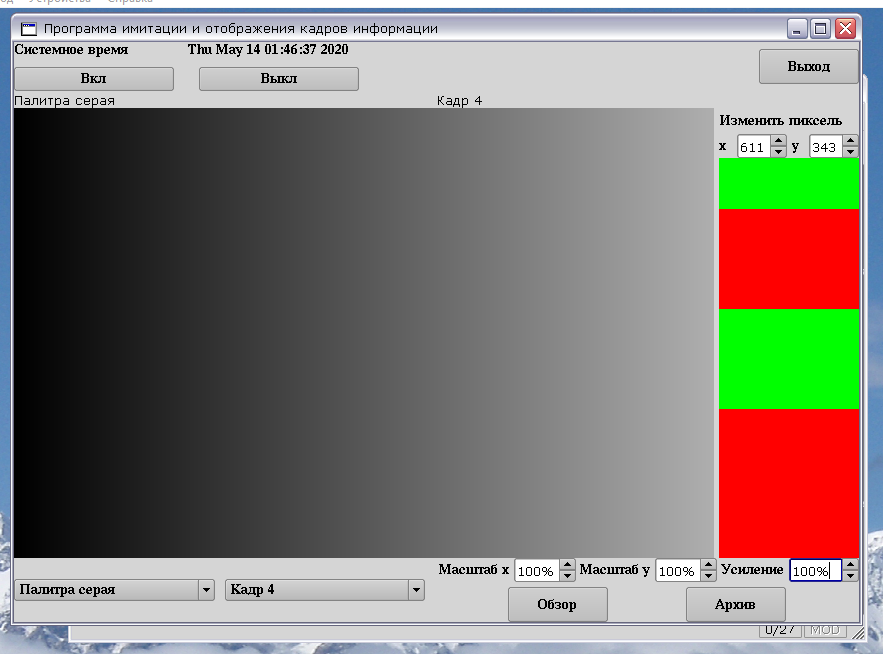 Устройства Справка
Программа имитации и отображения кадров информации
Системное время Thu May 14 01:46:37 2020
Выход
Вкл Выкл
Палитра серая Кадр 4
Изменить пиксель
x 611 y 343
Масштаб x 100% Масштаб y 100% Усиление 100%
Палитра серая Кадр 4
Обзор Архив
0/27 MOD